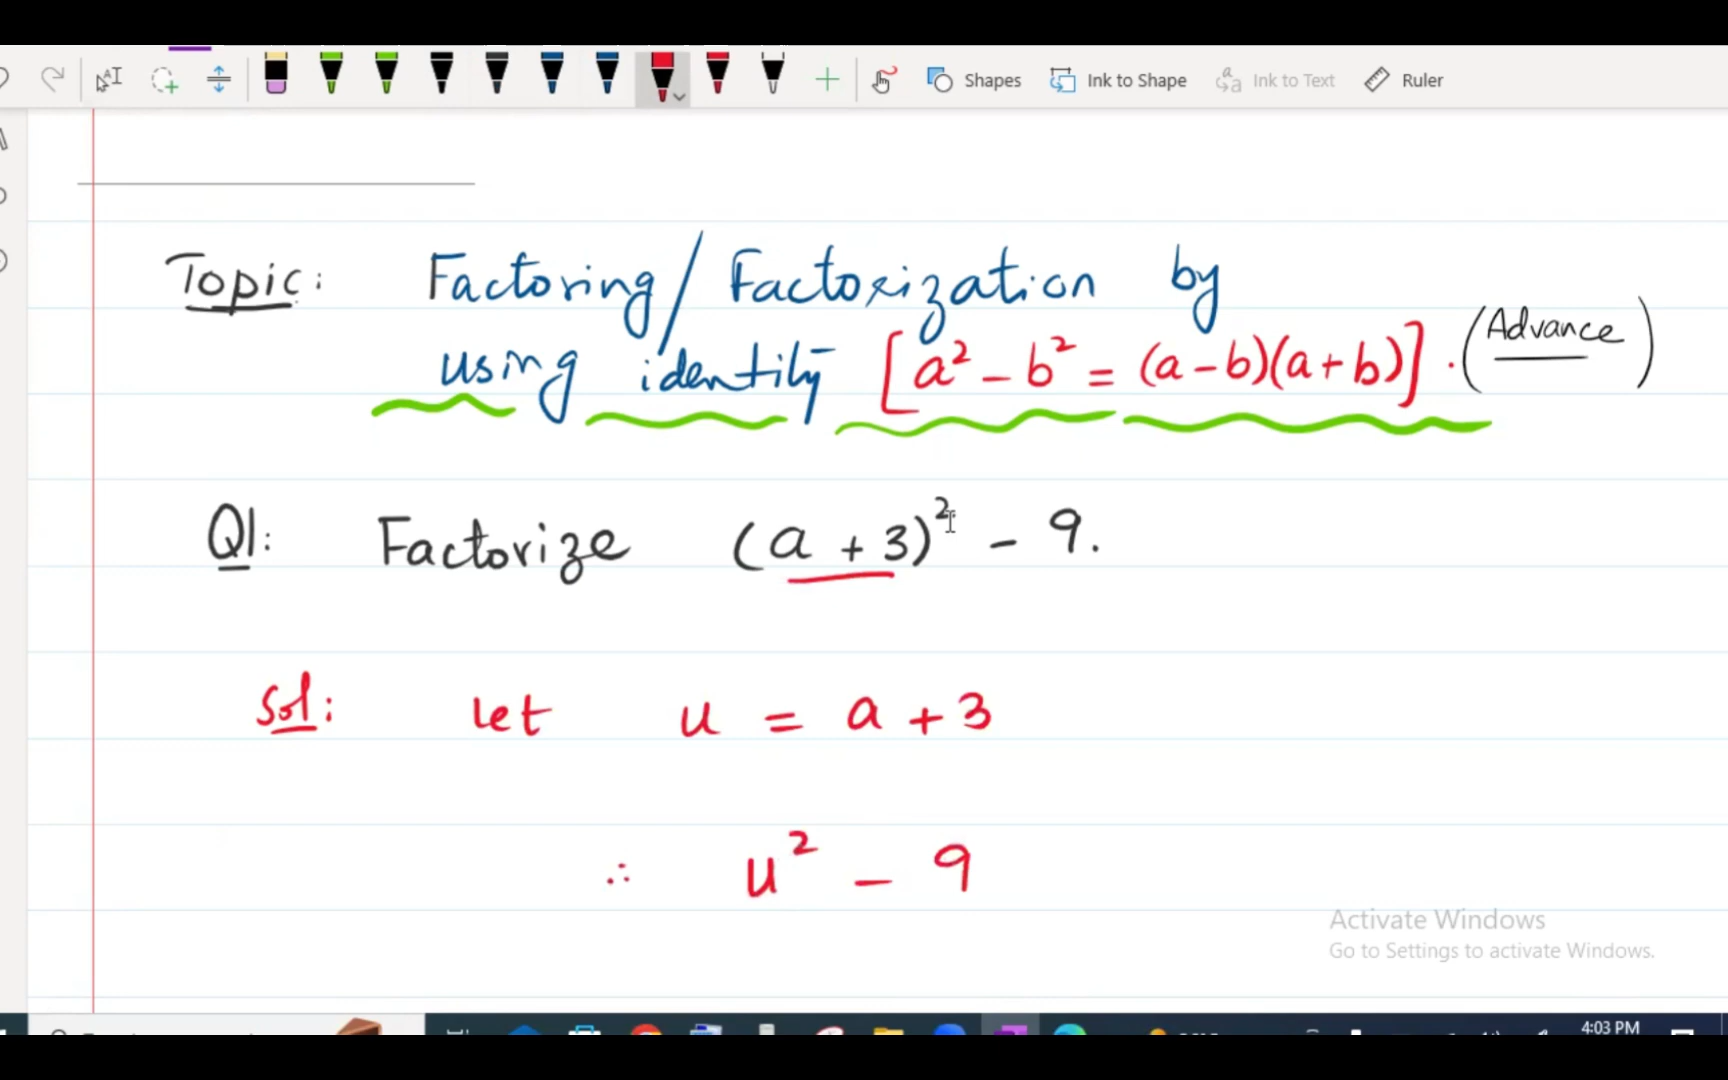 Shapes Ink to Shape Ink to Text Ruler
Topic: Factoring/Factorization by
using identity [a² - b² = (a-b)(a+b)]. (Advance)
Q1: Factorize (a + 3)² - 9.
Sol: let u = a + 3
∴ u² - 9
Activate Windows
Go to Settings to activate Windows.
4:03 PM